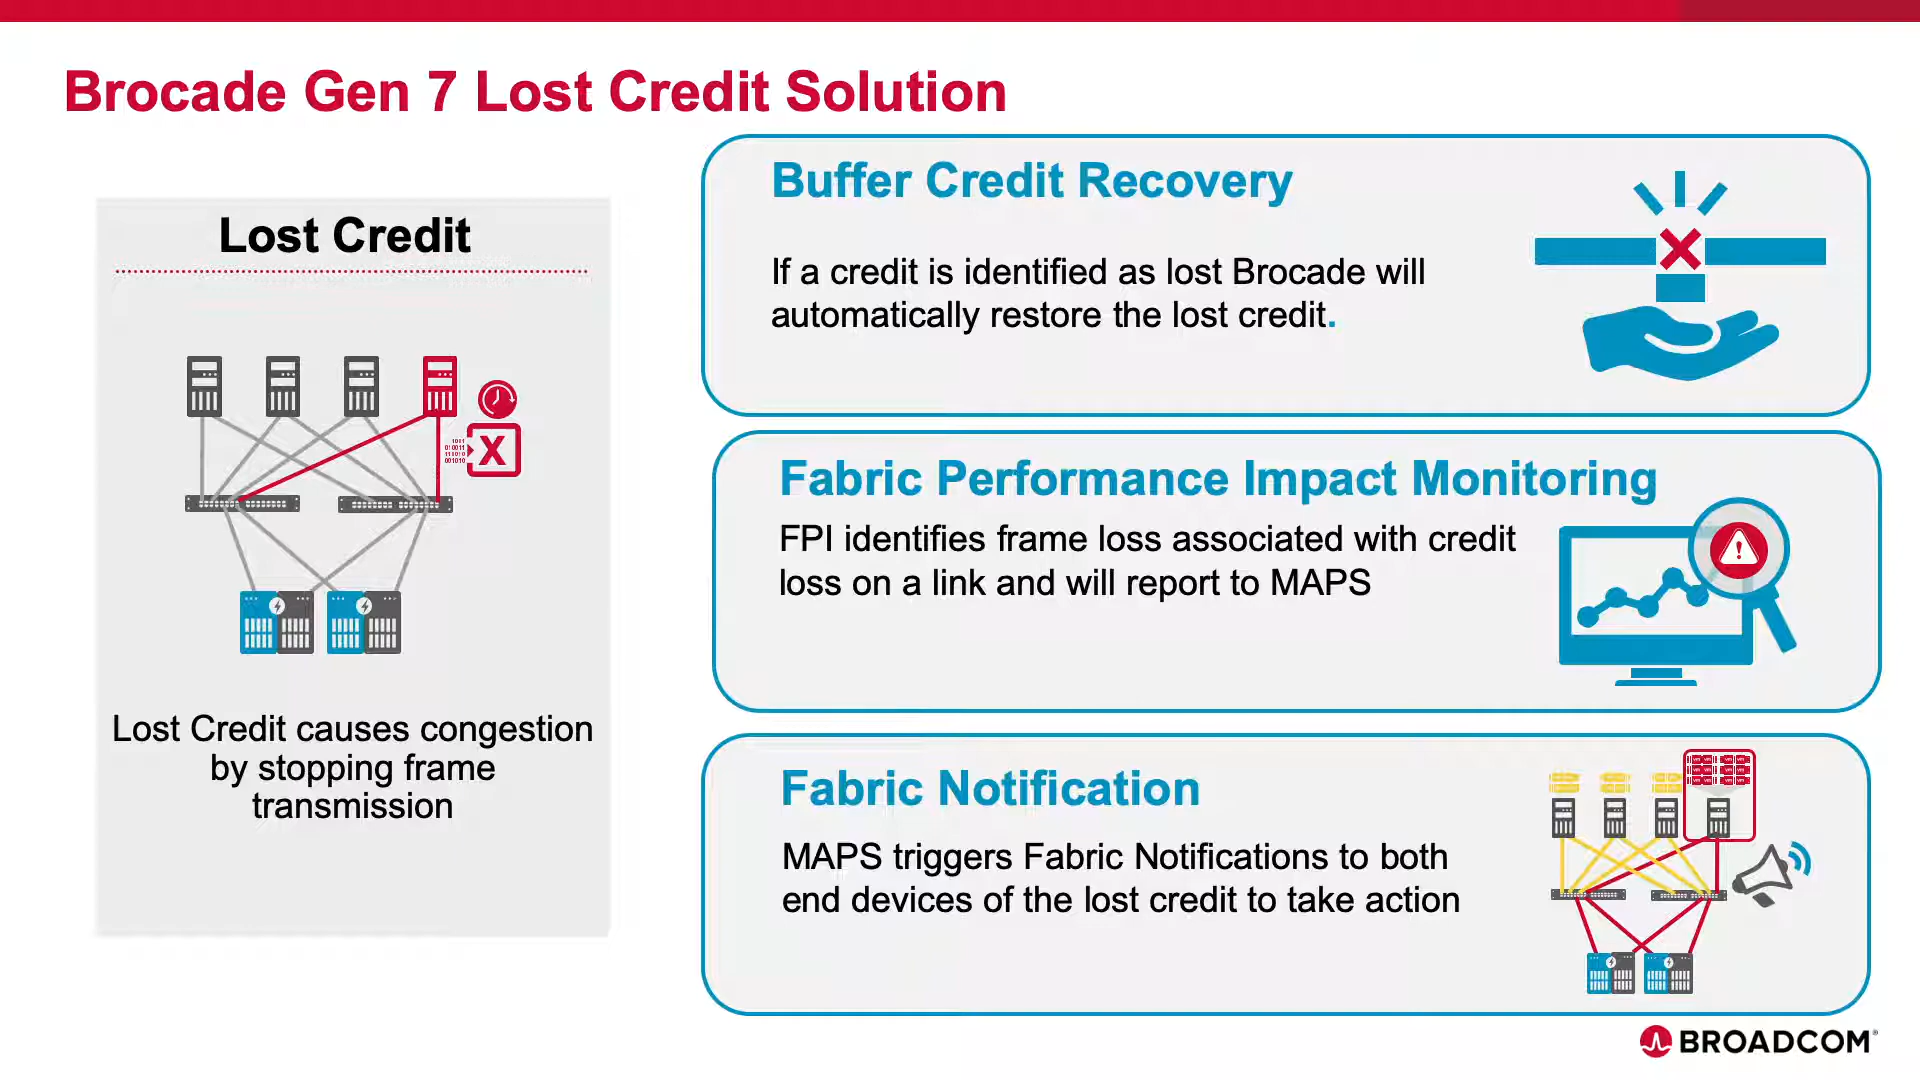 Brocade Gen 7 Lost Credit Solution
Lost Credit
X
Lost Credit causes congestion
by stopping frame
transmission
Buffer Credit Recovery
If a credit is identified as lost Brocade will
automatically restore the lost credit.
Fabric Performance Impact Monitoring
FPI identifies frame loss associated with credit
loss on a link and will report to MAPS
Fabric Notification
MAPS triggers Fabric Notifications to both
end devices of the lost credit to take action
BROADCOM®